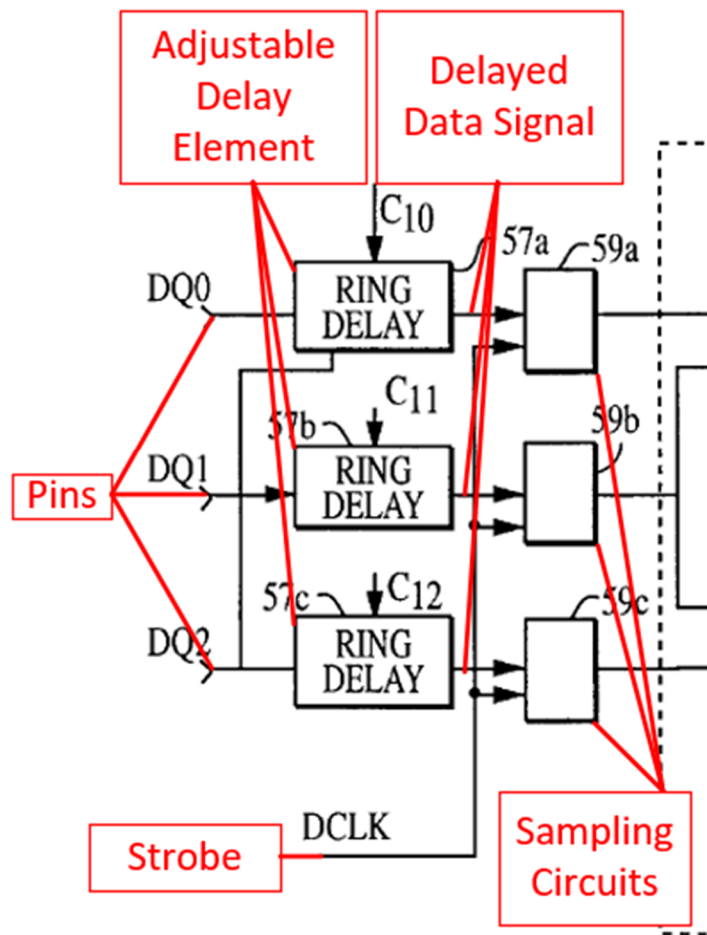 Adjustable
Delay
Element
Delayed
Data Signal
C10
57a
59a
DQ0
RING
DELAY
C11
57b
59b
DQ1
RING
DELAY
Pins
C12
57c
59c
DQ2
RING
DELAY
DCLK
Strobe
Sampling
Circuits